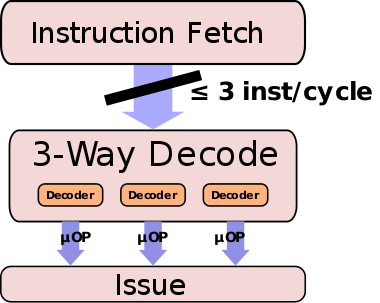 Instruction Fetch
≤ 3 inst/cycle
3-Way Decode
Decoder Decoder Decoder
μOP μOP μOP
Issue